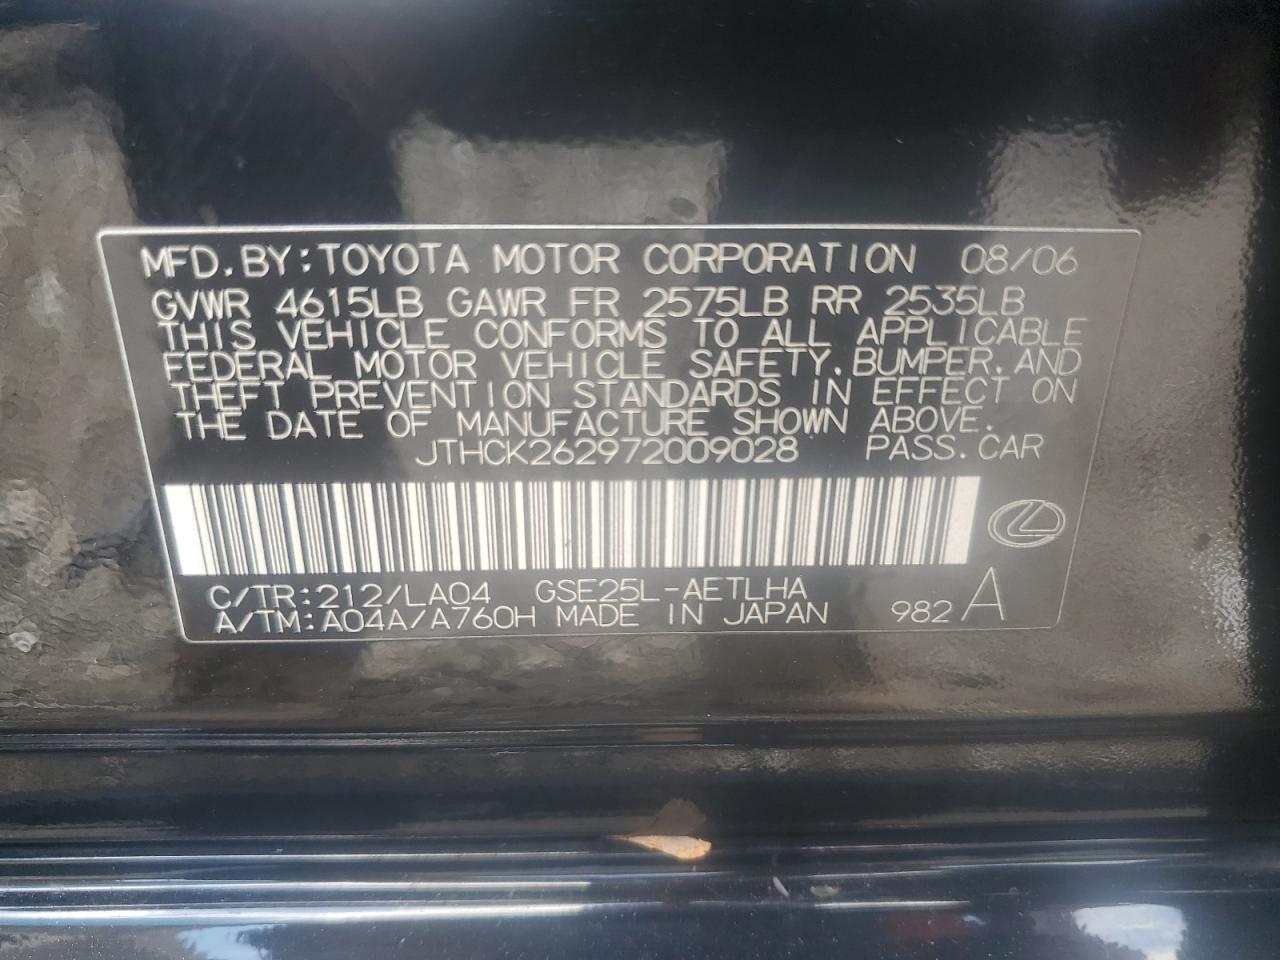 MFD. BY: TOYOTA MOTOR CORPORATION 08/06
GVWR 4615LB GAWR FR 2575LB RR 2535LB
THIS VEHICLE CONFORMS TO ALL APPLICABLE
FEDERAL MOTOR VEHICLE SAFETY, BUMPER, AND
THEFT PREVENTION STANDARDS IN EFFECT ON
THE DATE OF MANUFACTURE SHOWN ABOVE.
JTHCK262972009028 PASS. CAR
C/TR: 212/LA04 GSE25L-AETLHA
A/TM: A04A/A760H MADE IN JAPAN 982 A